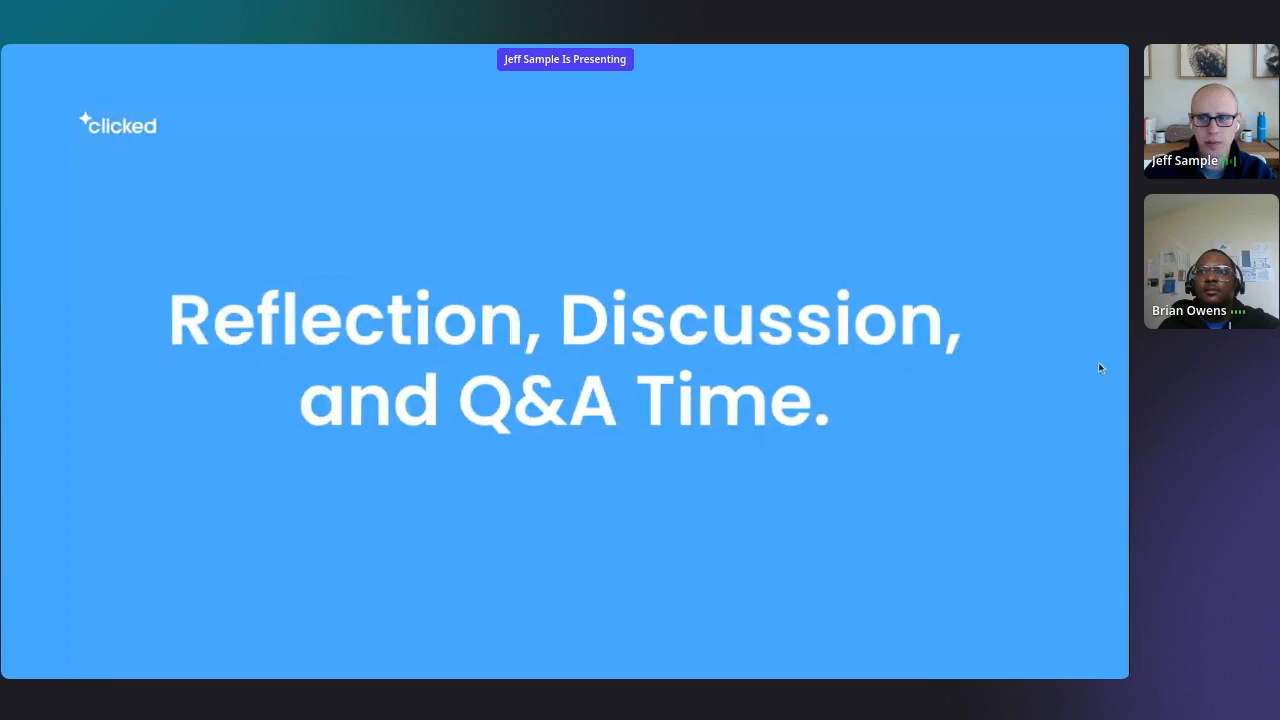 Jeff Sample Is Presenting
clicked
Reflection, Discussion,
and Q&A Time.
Jeff Sample
Brian Owens